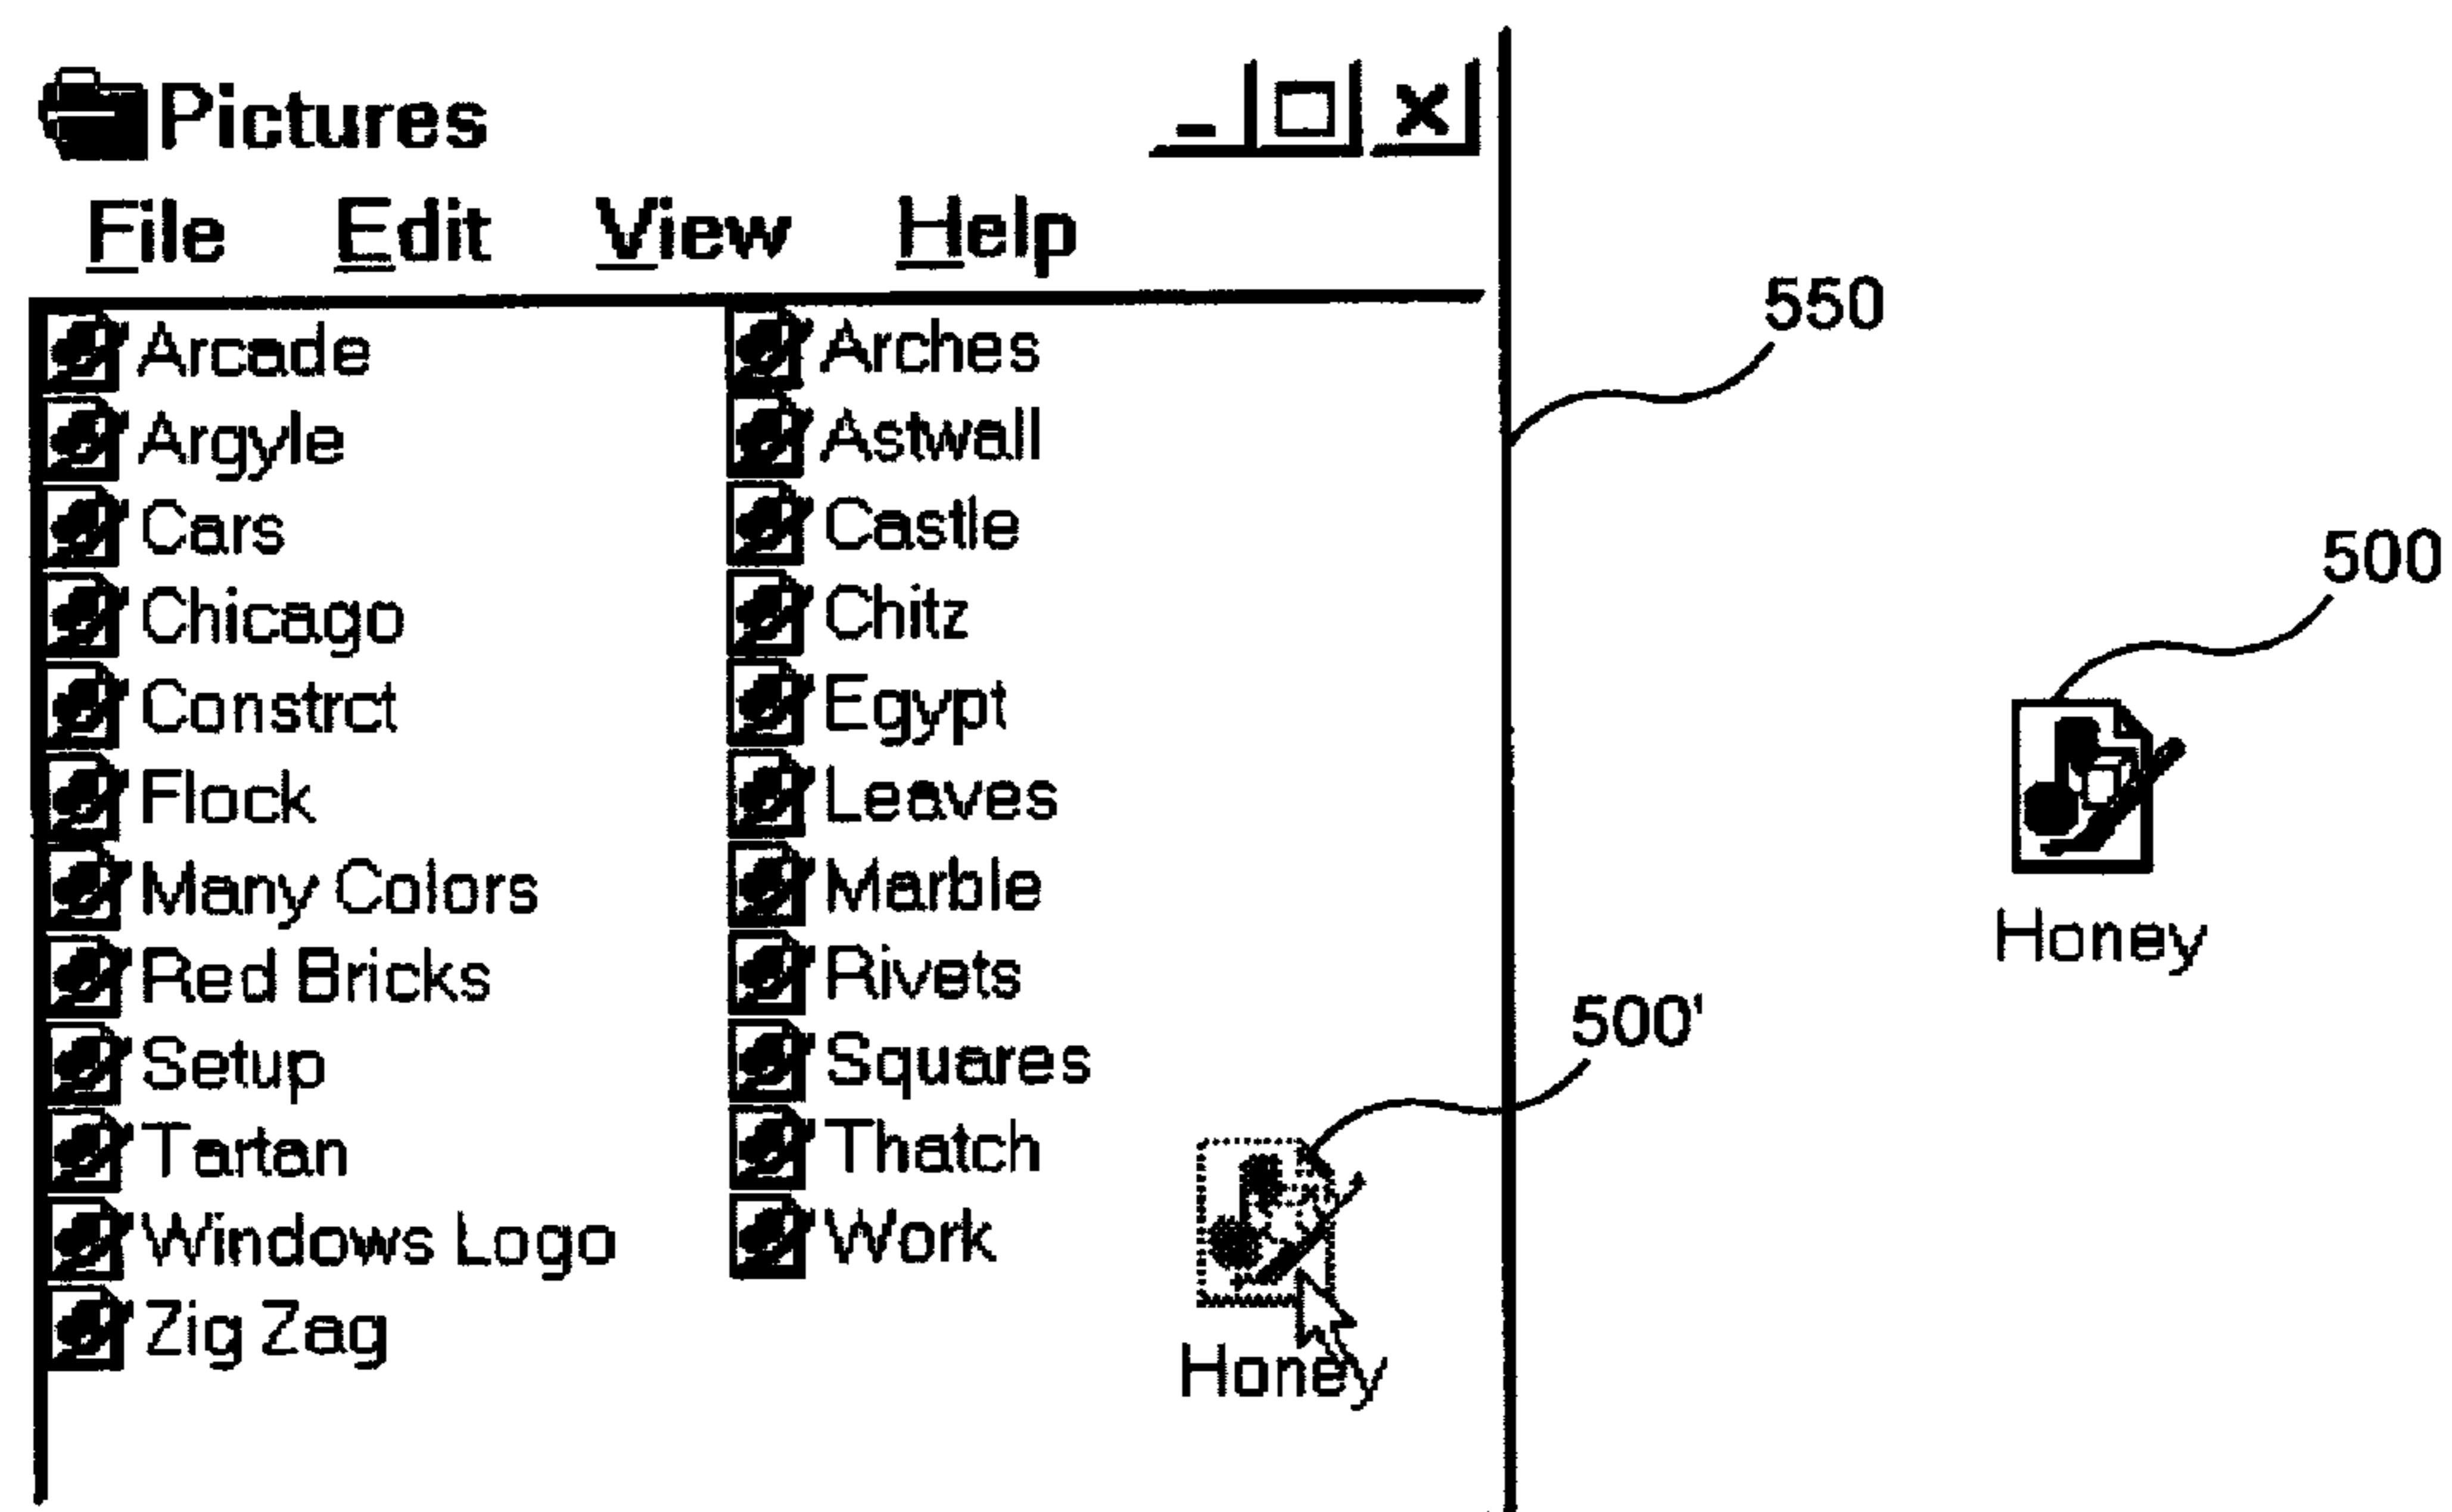 Pictures
File Edit View Help
Arcade Arches
Argyle Astwall
Cars Castle
Chicago Chitz
Constrct Egypt
Flock Leaves
Many Colors Marble
Red Bricks Rivets
Setup Squares
Tartan Thatch
Windows Logo Work
Zig Zag
550
500
Honey
500'
Honey